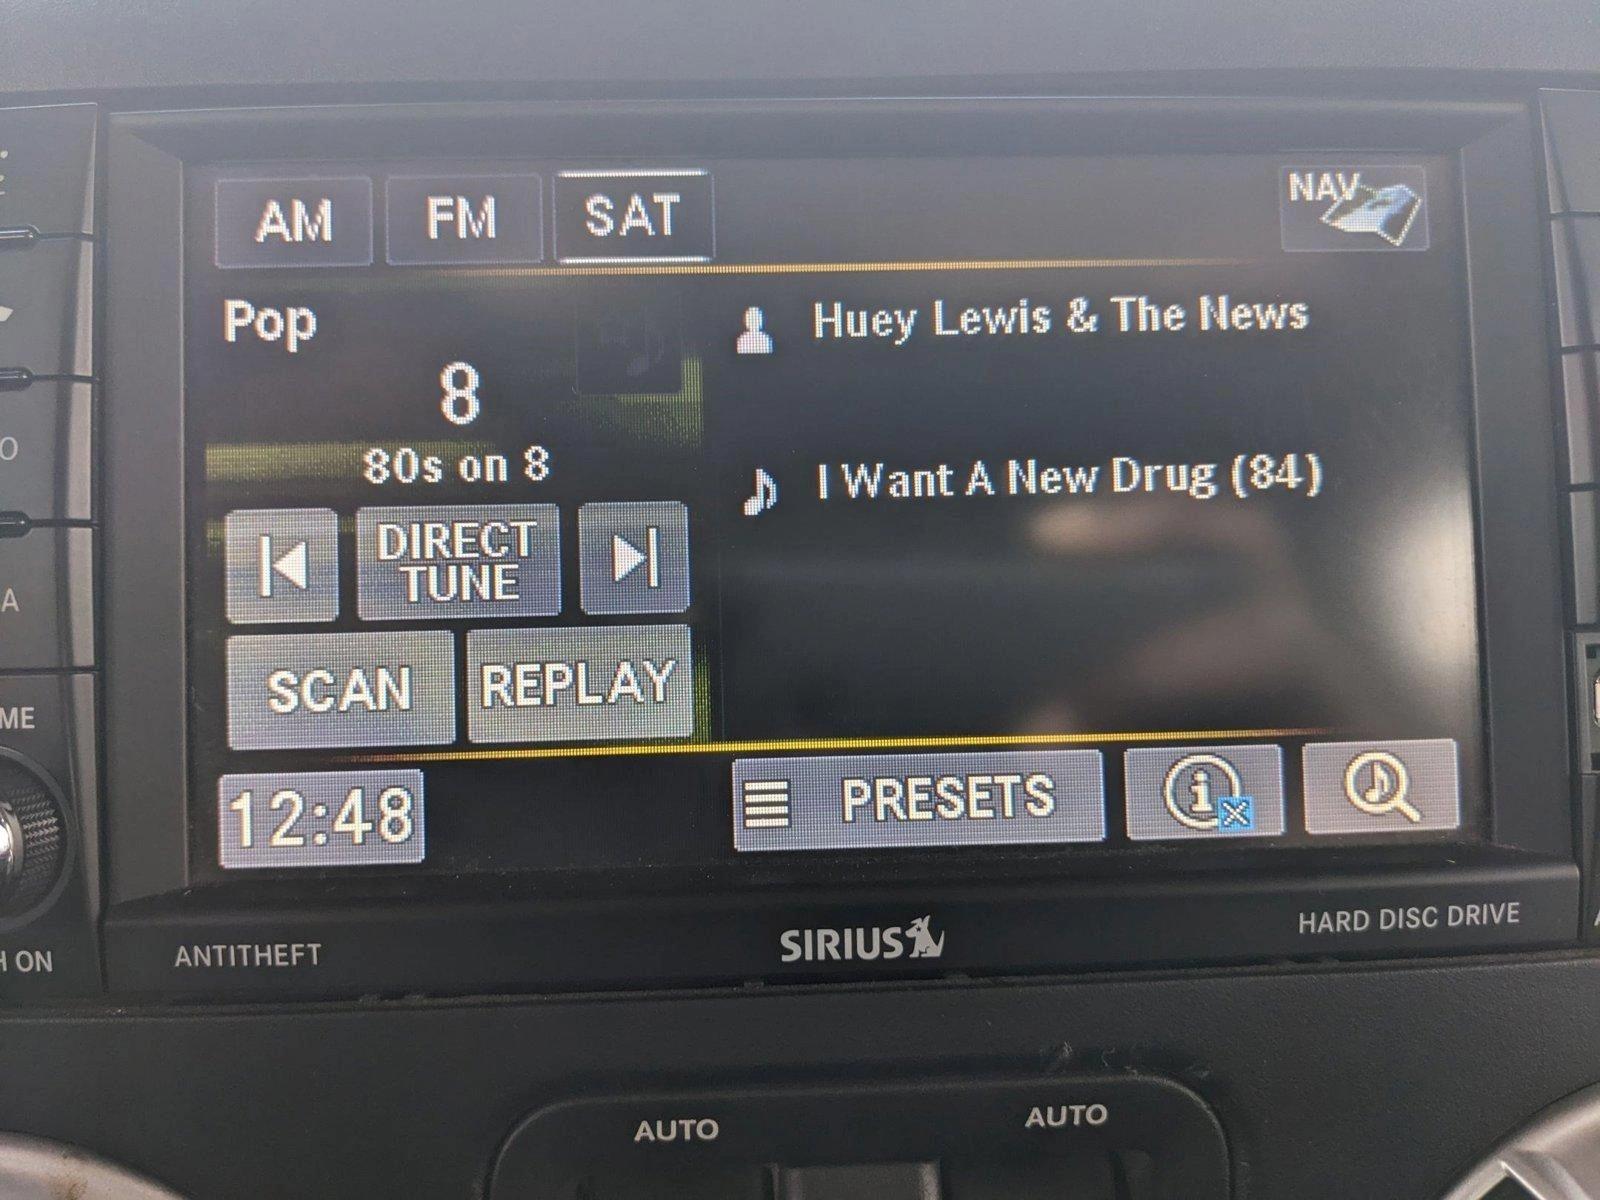 AM FM SAT NAV
Pop
Huey Lewis & The News
8
80s on 8
I Want A New Drug (84)
DIRECT
TUNE
SCAN REPLAY
12:48 PRESETS
ANTITHEFT SIRIUS HARD DISC DRIVE
ON
AUTO AUTO